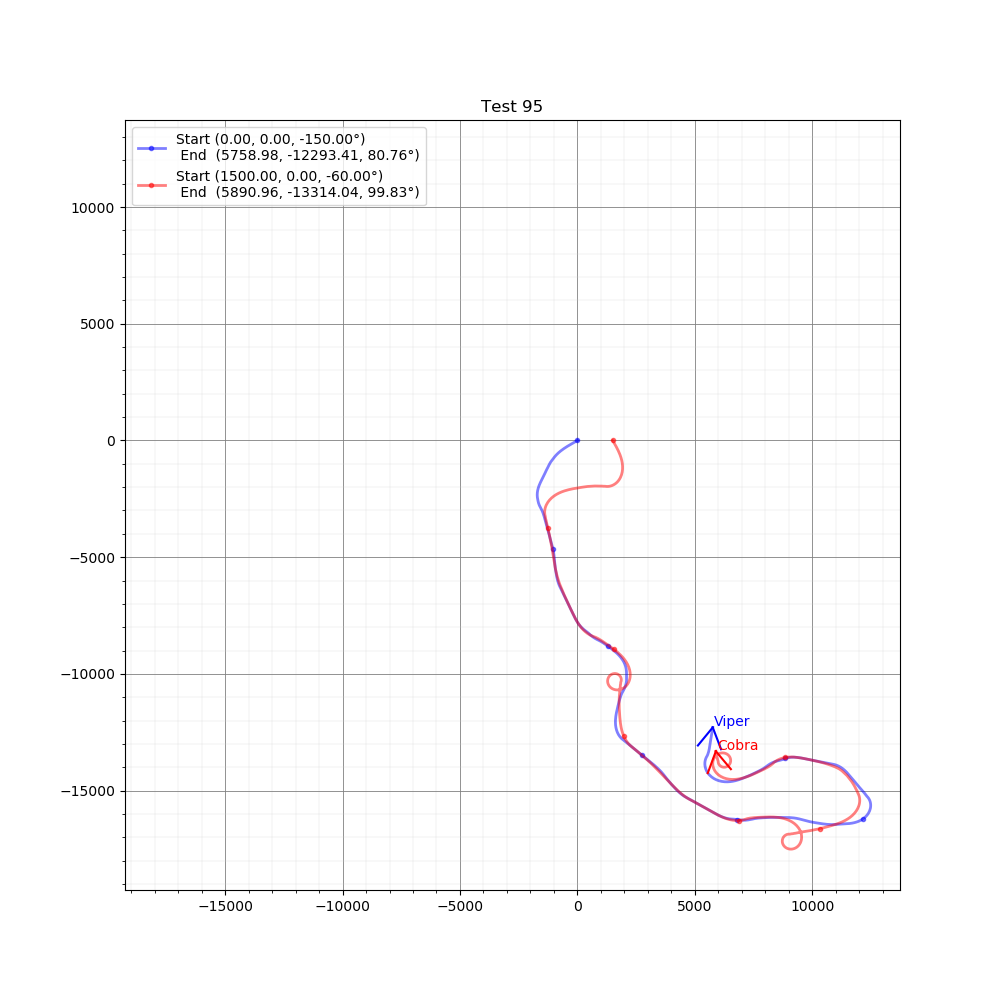 Test 95
Start (0.00, 0.00, -150.00°)
End  (5758.98, -12293.41, 80.76°)
Start (1500.00, 0.00, -60.00°)
End  (5890.96, -13314.04, 99.83°)
10000
5000
0
−5000
−10000
−15000
Viper
Cobra
−15000
−10000
−5000
0
5000
10000